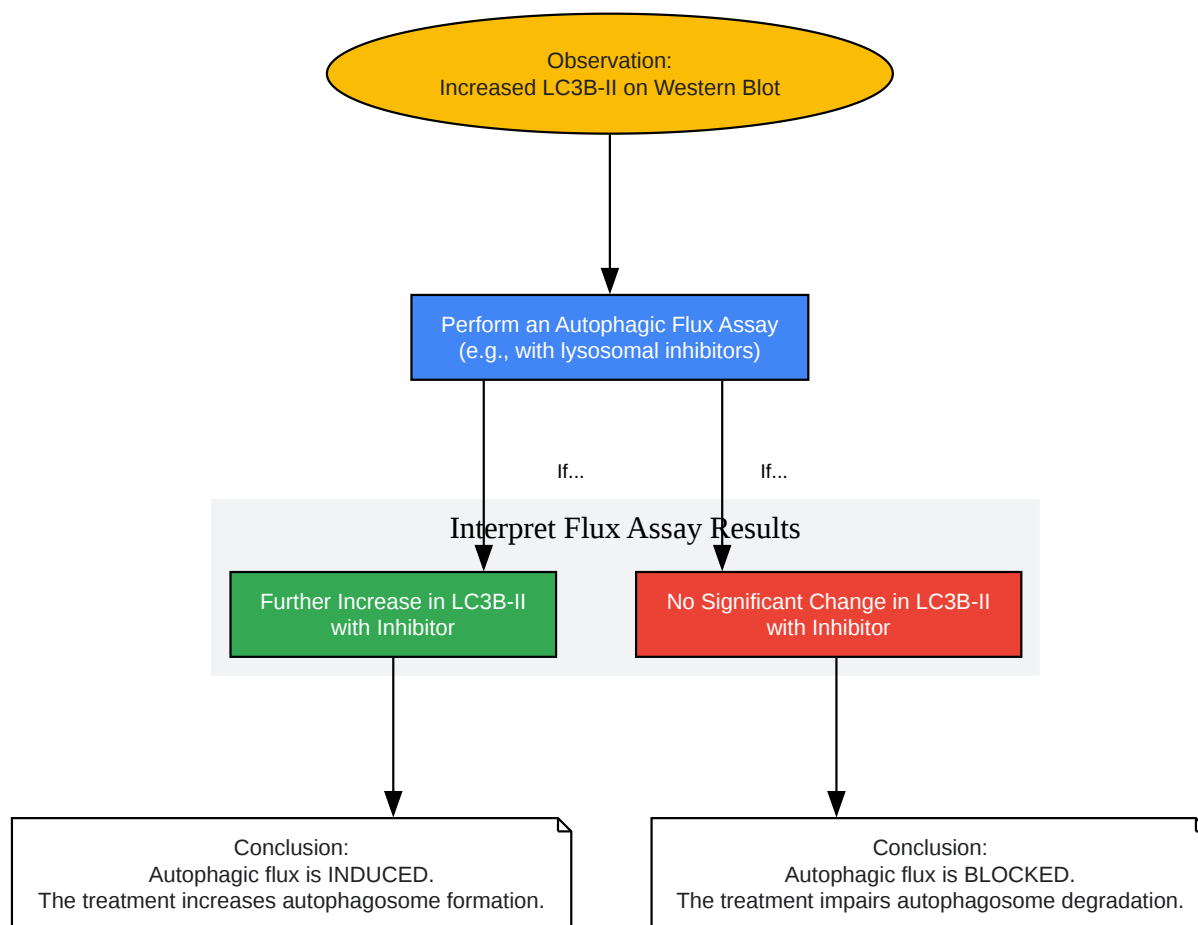 Observation:
Increased LC3B-II on Western Blot
Perform an Autophagic Flux Assay
(e.g., with lysosomal inhibitors)
If...
If...
Interpret Flux Assay Results
Further Increase in LC3B-II
with Inhibitor
No Significant Change in LC3B-II
with Inhibitor
Conclusion:
Autophagic flux is INDUCED.
The treatment increases autophagosome formation.
Conclusion:
Autophagic flux is BLOCKED.
The treatment impairs autophagosome degradation.